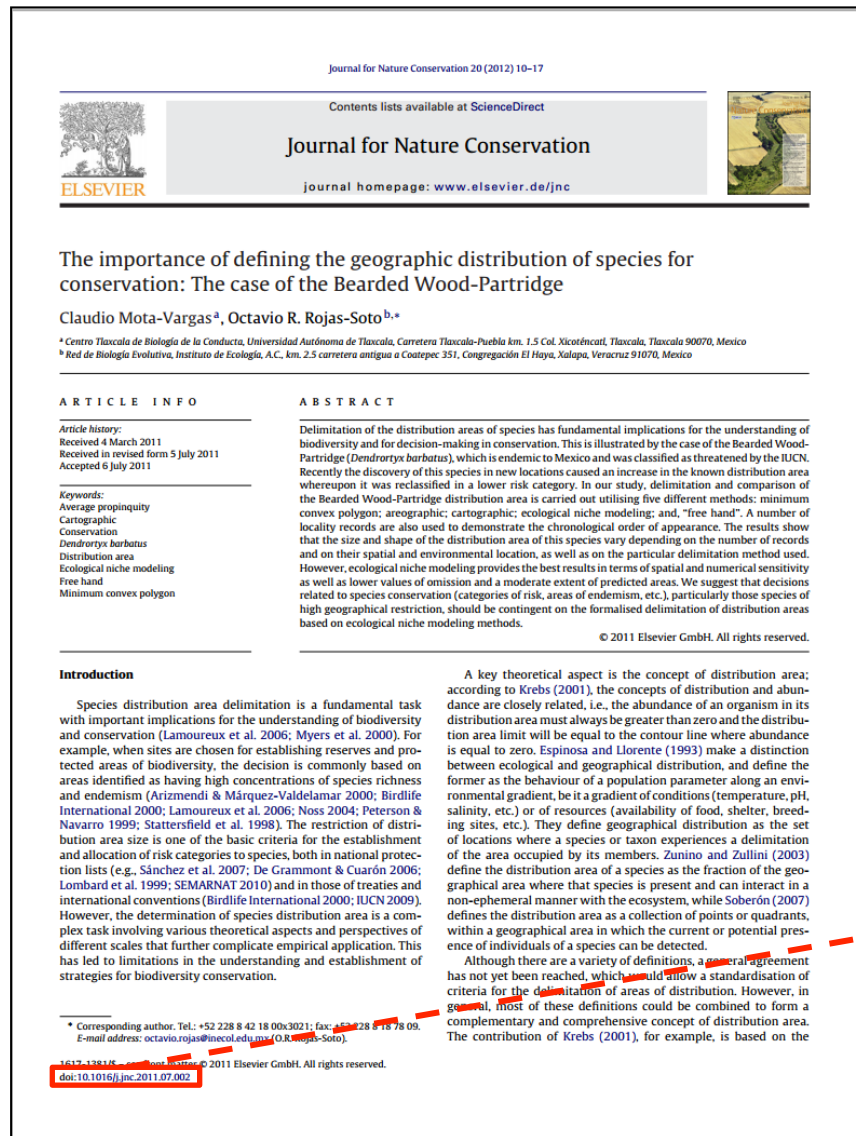 Journal for Nature Conservation 20 (2012) 10–17
Contents lists available at ScienceDirect
Journal for Nature Conservation
journal homepage: www.elsevier.de/jnc
ELSEVIER
The importance of defining the geographic distribution of species for
conservation: The case of the Bearded Wood-Partridge
Claudio Mota-Vargas a, Octavio R. Rojas-Soto b,*
a Centro Tlaxcala de Biología de la Conducta, Universidad Autónoma de Tlaxcala, Carretera Tlaxcala-Puebla km. 1.5 Col. Xicoténcatl, Tlaxcala, Tlaxcala 90070, Mexico
b Red de Biología Evolutiva, Instituto de Ecología, A.C., km. 2.5 carretera antigua a Coatepec 351, Congregación El Haya, Xalapa, Veracruz 91070, Mexico
ARTICLE INFO
Article history:
Received 4 March 2011
Received in revised form 5 July 2011
Accepted 6 July 2011
Keywords:
Average propinquity
Cartographic
Conservation
Dendrortyx barbatus
Distribution area
Ecological niche modeling
Free hand
Minimum convex polygon
ABSTRACT
Delimitation of the distribution areas of species has fundamental implications for the understanding of
biodiversity and for decision-making in conservation. This is illustrated by the case of the Bearded Wood-
Partridge (Dendrortyx barbatus), which is endemic to Mexico and was classified as threatened by the IUCN.
Recently the discovery of this species in new locations caused an increase in the known distribution area
whereupon it was reclassified in a lower risk category. In our study, delimitation and comparison of
the Bearded Wood-Partridge distribution area is carried out utilising five different methods: minimum
convex polygon; areographic; cartographic; ecological niche modeling; and, "free hand". A number of
locality records are also used to demonstrate the chronological order of appearance. The results show
that the size and shape of the distribution area of this species vary depending on the number of records
and on their spatial and environmental location, as well as on the particular delimitation method used.
However, ecological niche modeling provides the best results in terms of spatial and numerical sensitivity
as well as lower values of omission and a moderate extent of predicted areas. We suggest that decisions
related to species conservation (categories of risk, areas of endemism, etc.), particularly those species of
high geographical restriction, should be contingent on the formalised delimitation of distribution areas
based on ecological niche modeling methods.
© 2011 Elsevier GmbH. All rights reserved.
Introduction
Species distribution area delimitation is a fundamental task
with important implications for the understanding of biodiversity
and conservation (Lamoureux et al. 2006; Myers et al. 2000). For
example, when sites are chosen for establishing reserves and pro-
tected areas of biodiversity, the decision is commonly based on
areas identified as having high concentrations of species richness
and endemism (Arizmendi & Márquez-Valdelamar 2000; Birdlife
International 2000; Lamoureux et al. 2006; Noss 2004; Peterson &
Navarro 1999; Stattersfield et al. 1998). The restriction of distri-
bution area size is one of the basic criteria for the establishment
and allocation of risk categories to species, both in national protec-
tion lists (e.g., Sánchez et al. 2007; De Grammont & Cuarón 2006;
Lombard et al. 1999; SEMARNAT 2010) and in those of treaties and
international conventions (Birdlife International 2000; IUCN 2009).
However, the determination of species distribution area is a com-
plex task involving various theoretical aspects and perspectives of
different scales that further complicate empirical application. This
has led to limitations in the understanding and establishment of
strategies for biodiversity conservation.
* Corresponding author. Tel.: +52 228 8 42 18 00x3021; fax: +52 228 8 18 78 09.
E-mail address: octavio.rojas@inecol.edu.mx (O.R. Rojas-Soto).
1617-1381/$ – see front matter © 2011 Elsevier GmbH. All rights reserved.
doi:10.1016/j.jnc.2011.07.002
A key theoretical aspect is the concept of distribution area;
according to Krebs (2001), the concepts of distribution and abun-
dance are closely related, i.e., the abundance of an organism in its
distribution area must always be greater than zero and the distribu-
tion area limit will be equal to the contour line where abundance
is equal to zero. Espinosa and Llorente (1993) make a distinction
between ecological and geographical distribution, and define the
former as the behaviour of a population parameter along an envi-
ronmental gradient, be it a gradient of conditions (temperature, pH,
salinity, etc.) or of resources (availability of food, shelter, breed-
ing sites, etc.). They define geographical distribution as the set
of locations where a species or taxon experiences a delimitation
of the area occupied by its members. Zunino and Zullini (2003)
define the distribution area of a species as the fraction of the geo-
graphical area where that species is present and can interact in a
non-ephemeral manner with the ecosystem, while Soberón (2007)
defines the distribution area as a collection of points or quadrants,
within a geographical area in which the current or potential pres-
ence of individuals of a species can be detected.
Although there are a variety of definitions, a general agreement
has not yet been reached, which would allow a standardisation of
criteria for the delimitation of areas of distribution. However, in
general, most of these definitions could be combined to form a
complementary and comprehensive concept of distribution area.
The contribution of Krebs (2001), for example, is based on the